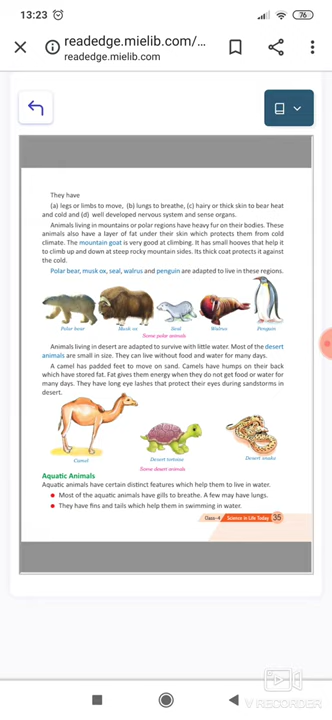 13:23
76
readedge.mielib.com/...
readedge.mielib.com
They have
(a) legs or limbs to move, (b) lungs to breathe, (c) hairy or thick skin to bear heat
and cold and (d) well developed nervous system and sense organs.
Animals living in mountains or polar regions have heavy fur on their bodies. These
animals also have a layer of fat under their skin which protects them from cold
climate. The mountain goat is very good at climbing. It has small hooves that help it
to climb up and down at steep rocky mountain sides. Its thick coat protects it against
the cold.
Polar bear, musk ox, seal, walrus and penguin are adapted to live in these regions.
Polar bear
Musk ox
Seal
Walrus
Penguin
Some polar animals
Animals living in desert are adapted to survive with little water. Most of the desert
animals are small in size. They can live without food and water for many days.
A camel has padded feet to move on sand. Camels have humps on their back
which have stored fat. Fat gives them energy when they do not get food or water for
many days. They have long eye lashes that protect their eyes during sandstorms in
desert.
Camel
Desert tortoise
Desert snake
Some desert animals
Aquatic Animals
Aquatic animals have certain distinct features which help them to live in water.
Most of the aquatic animals have gills to breathe. A few may have lungs.
They have fins and tails which help them in swimming in water.
Class-4 Science in Life Today 35
VRECORDER